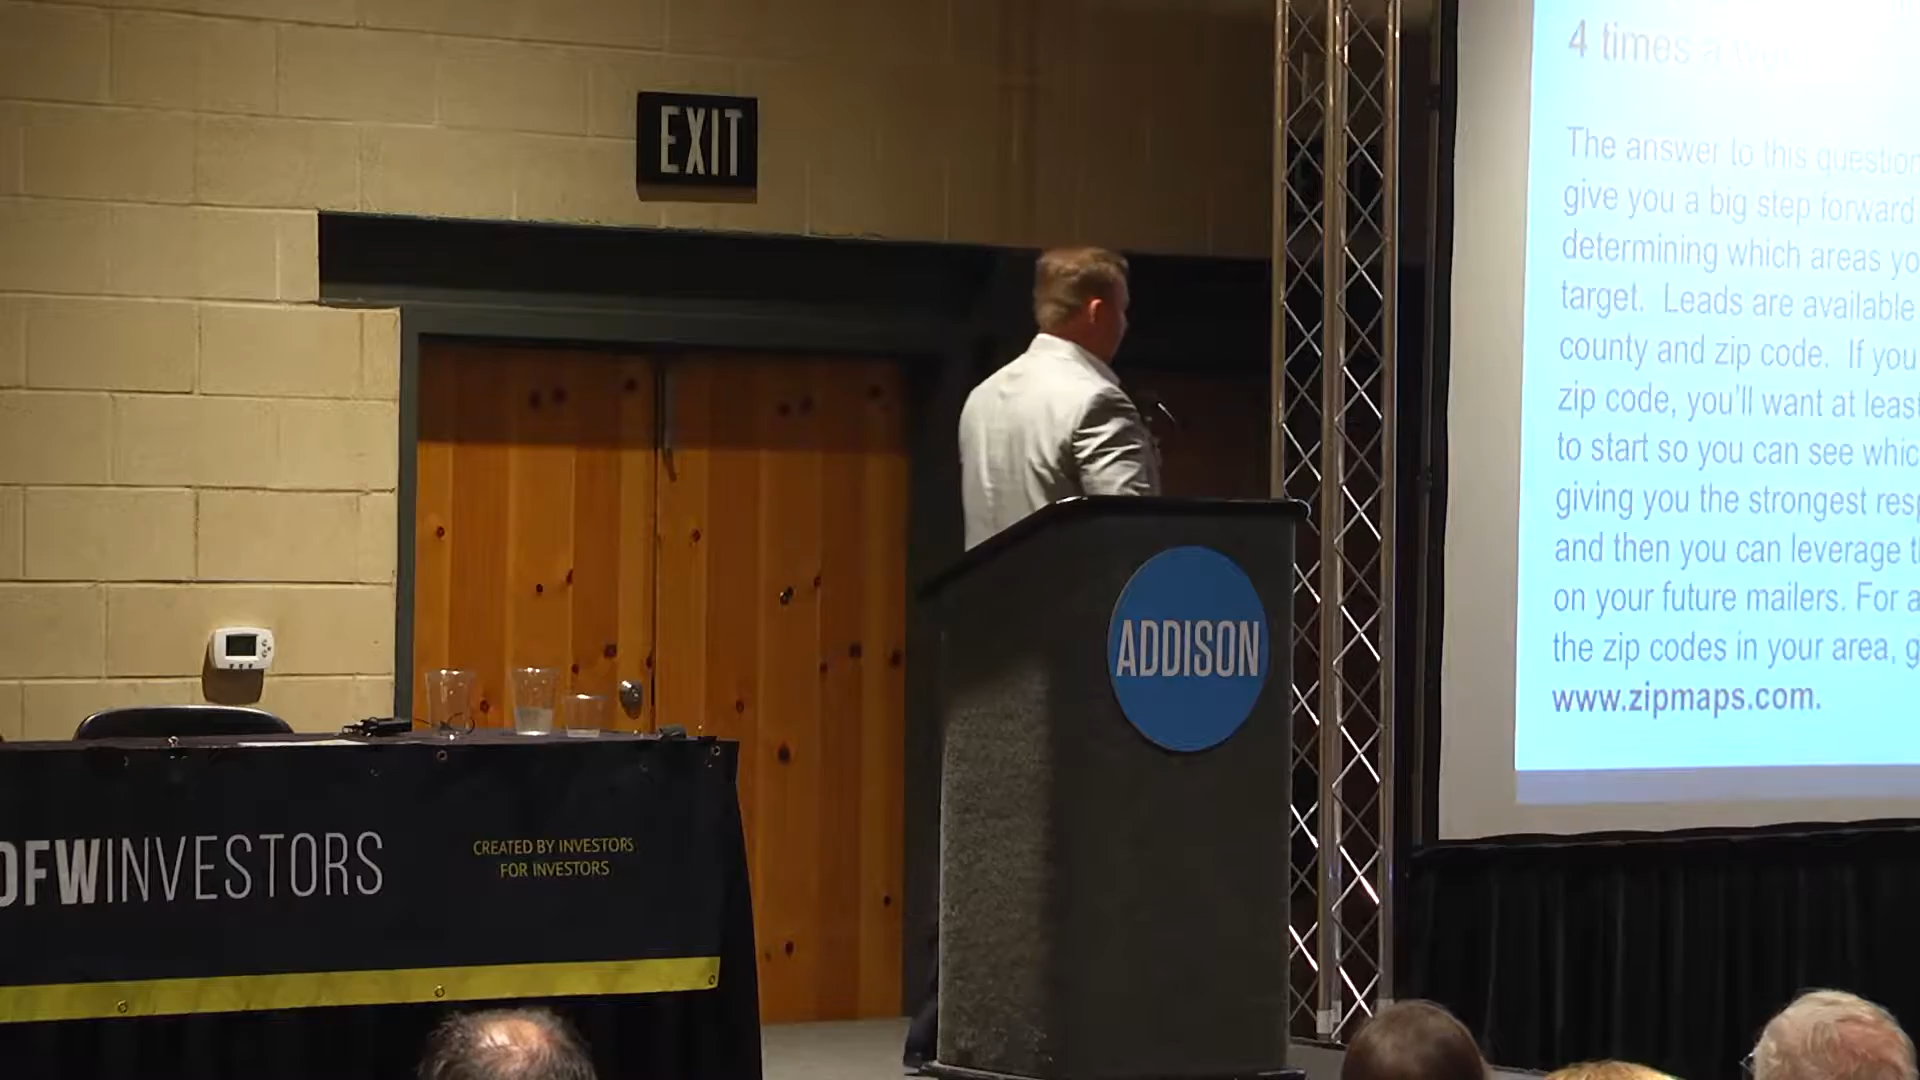 EXIT
4 times a
The answer to this question
give you a big step forward
determining which areas yo
target. Leads are available
county and zip code. If you
zip code, you'll want at least
to start so you can see whic
giving you the strongest resp
and then you can leverage t
on your future mailers. For a
the zip codes in your area, g
www.zipmaps.com.
ADDISON
DFWINVESTORS
CREATED BY INVESTORS
FOR INVESTORS